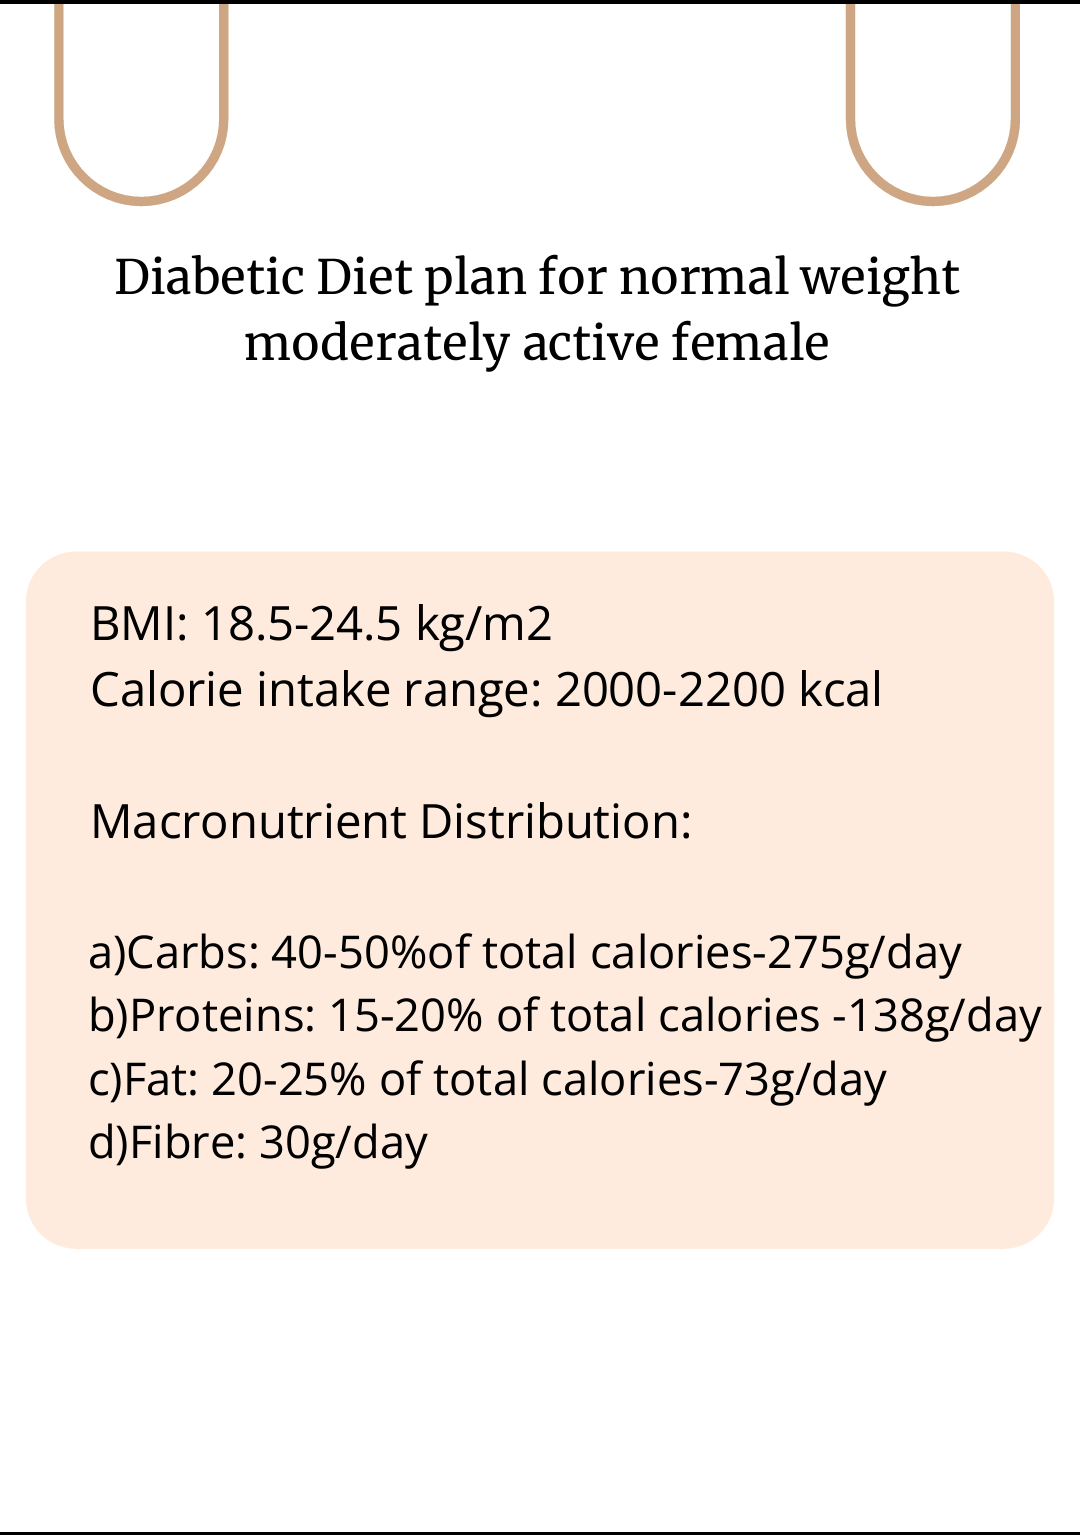 Diabetic Diet plan for normal weight
moderately active female
BMI: 18.5-24.5 kg/m2
Calorie intake range: 2000-2200 kcal
Macronutrient Distribution:
a)Carbs: 40-50%of total calories-275g/day
b)Proteins: 15-20% of total calories -138g/day
c)Fat: 20-25% of total calories-73g/day
d)Fibre: 30g/day